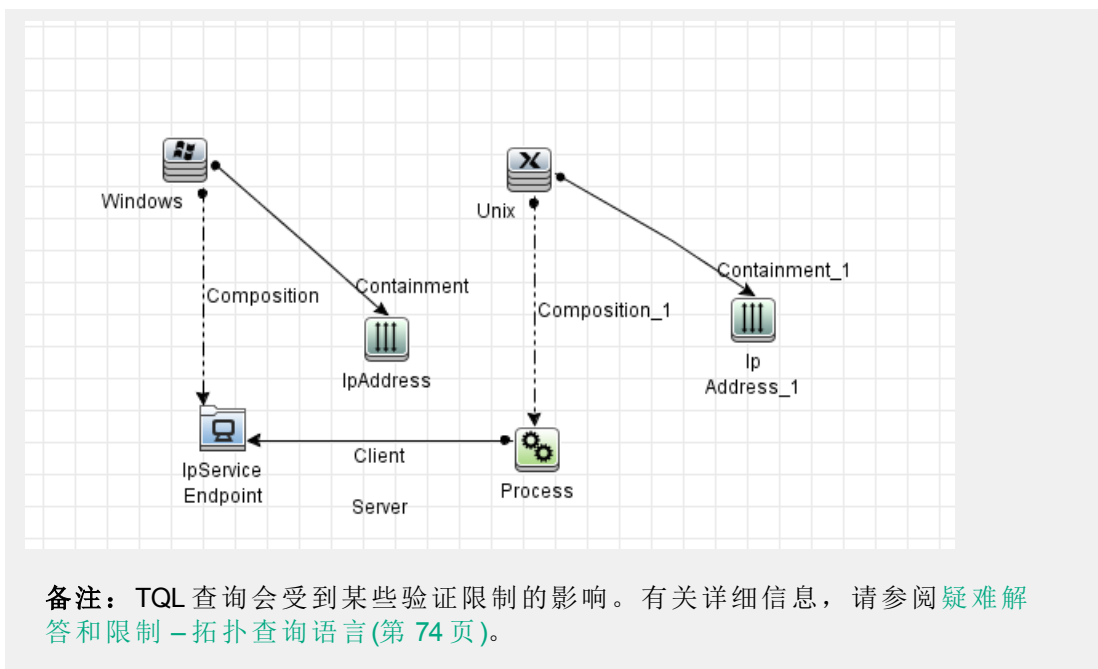 Windows
Unix
Composition
Containment
Composition_1
Containment_1
IpAddress
Ip
Address_1
IpService
Endpoint
Client
Server
Process
备注：TQL 查询会受到某些验证限制的影响。有关详细信息，请参阅疑难解
答和限制 – 拓扑查询语言(第 74 页)。